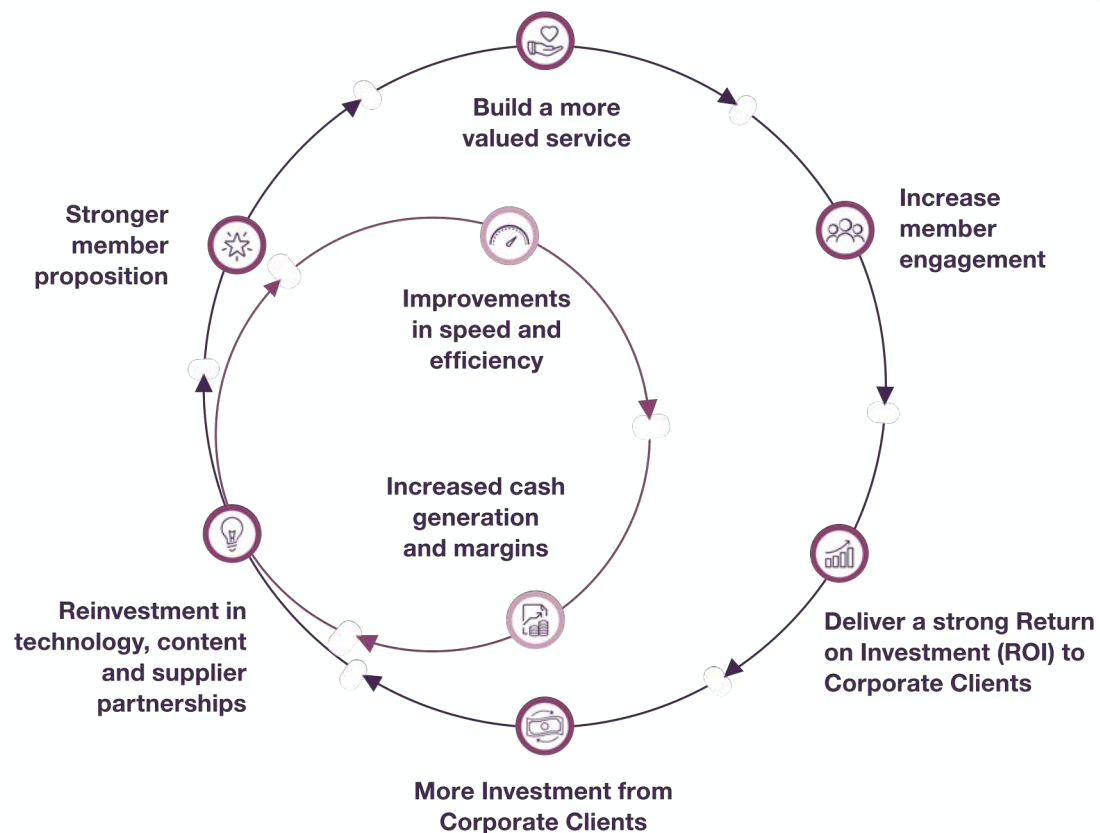 Build a more
valued service
Increase
member
engagement
Stronger
member
proposition
Improvements
in speed and
efficiency
Increased cash
generation
and margins
Reinvestment in
technology, content
and supplier
partnerships
Deliver a strong Return
on Investment (ROI) to
Corporate Clients
More Investment from
Corporate Clients